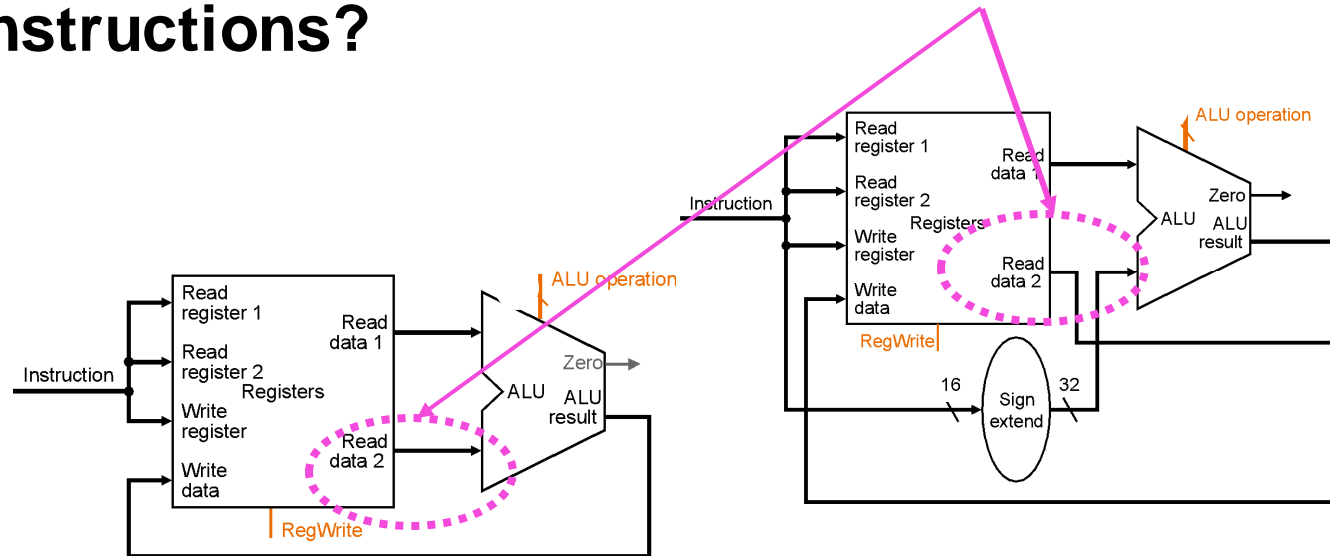 nstructions?
Instruction
Read
register 1
Read
register 2
Write
register
Write
data
Registers
Read
data 1
Read
data 2
RegWrite
ALU operation
Zero
ALU
ALU
result
Instruction
Read
register 1
Read
register 2
Write
register
Write
data
Registers
Read
data 1
Read
data 2
RegWrite
ALU operation
Zero
ALU
ALU
result
16
Sign
extend
32